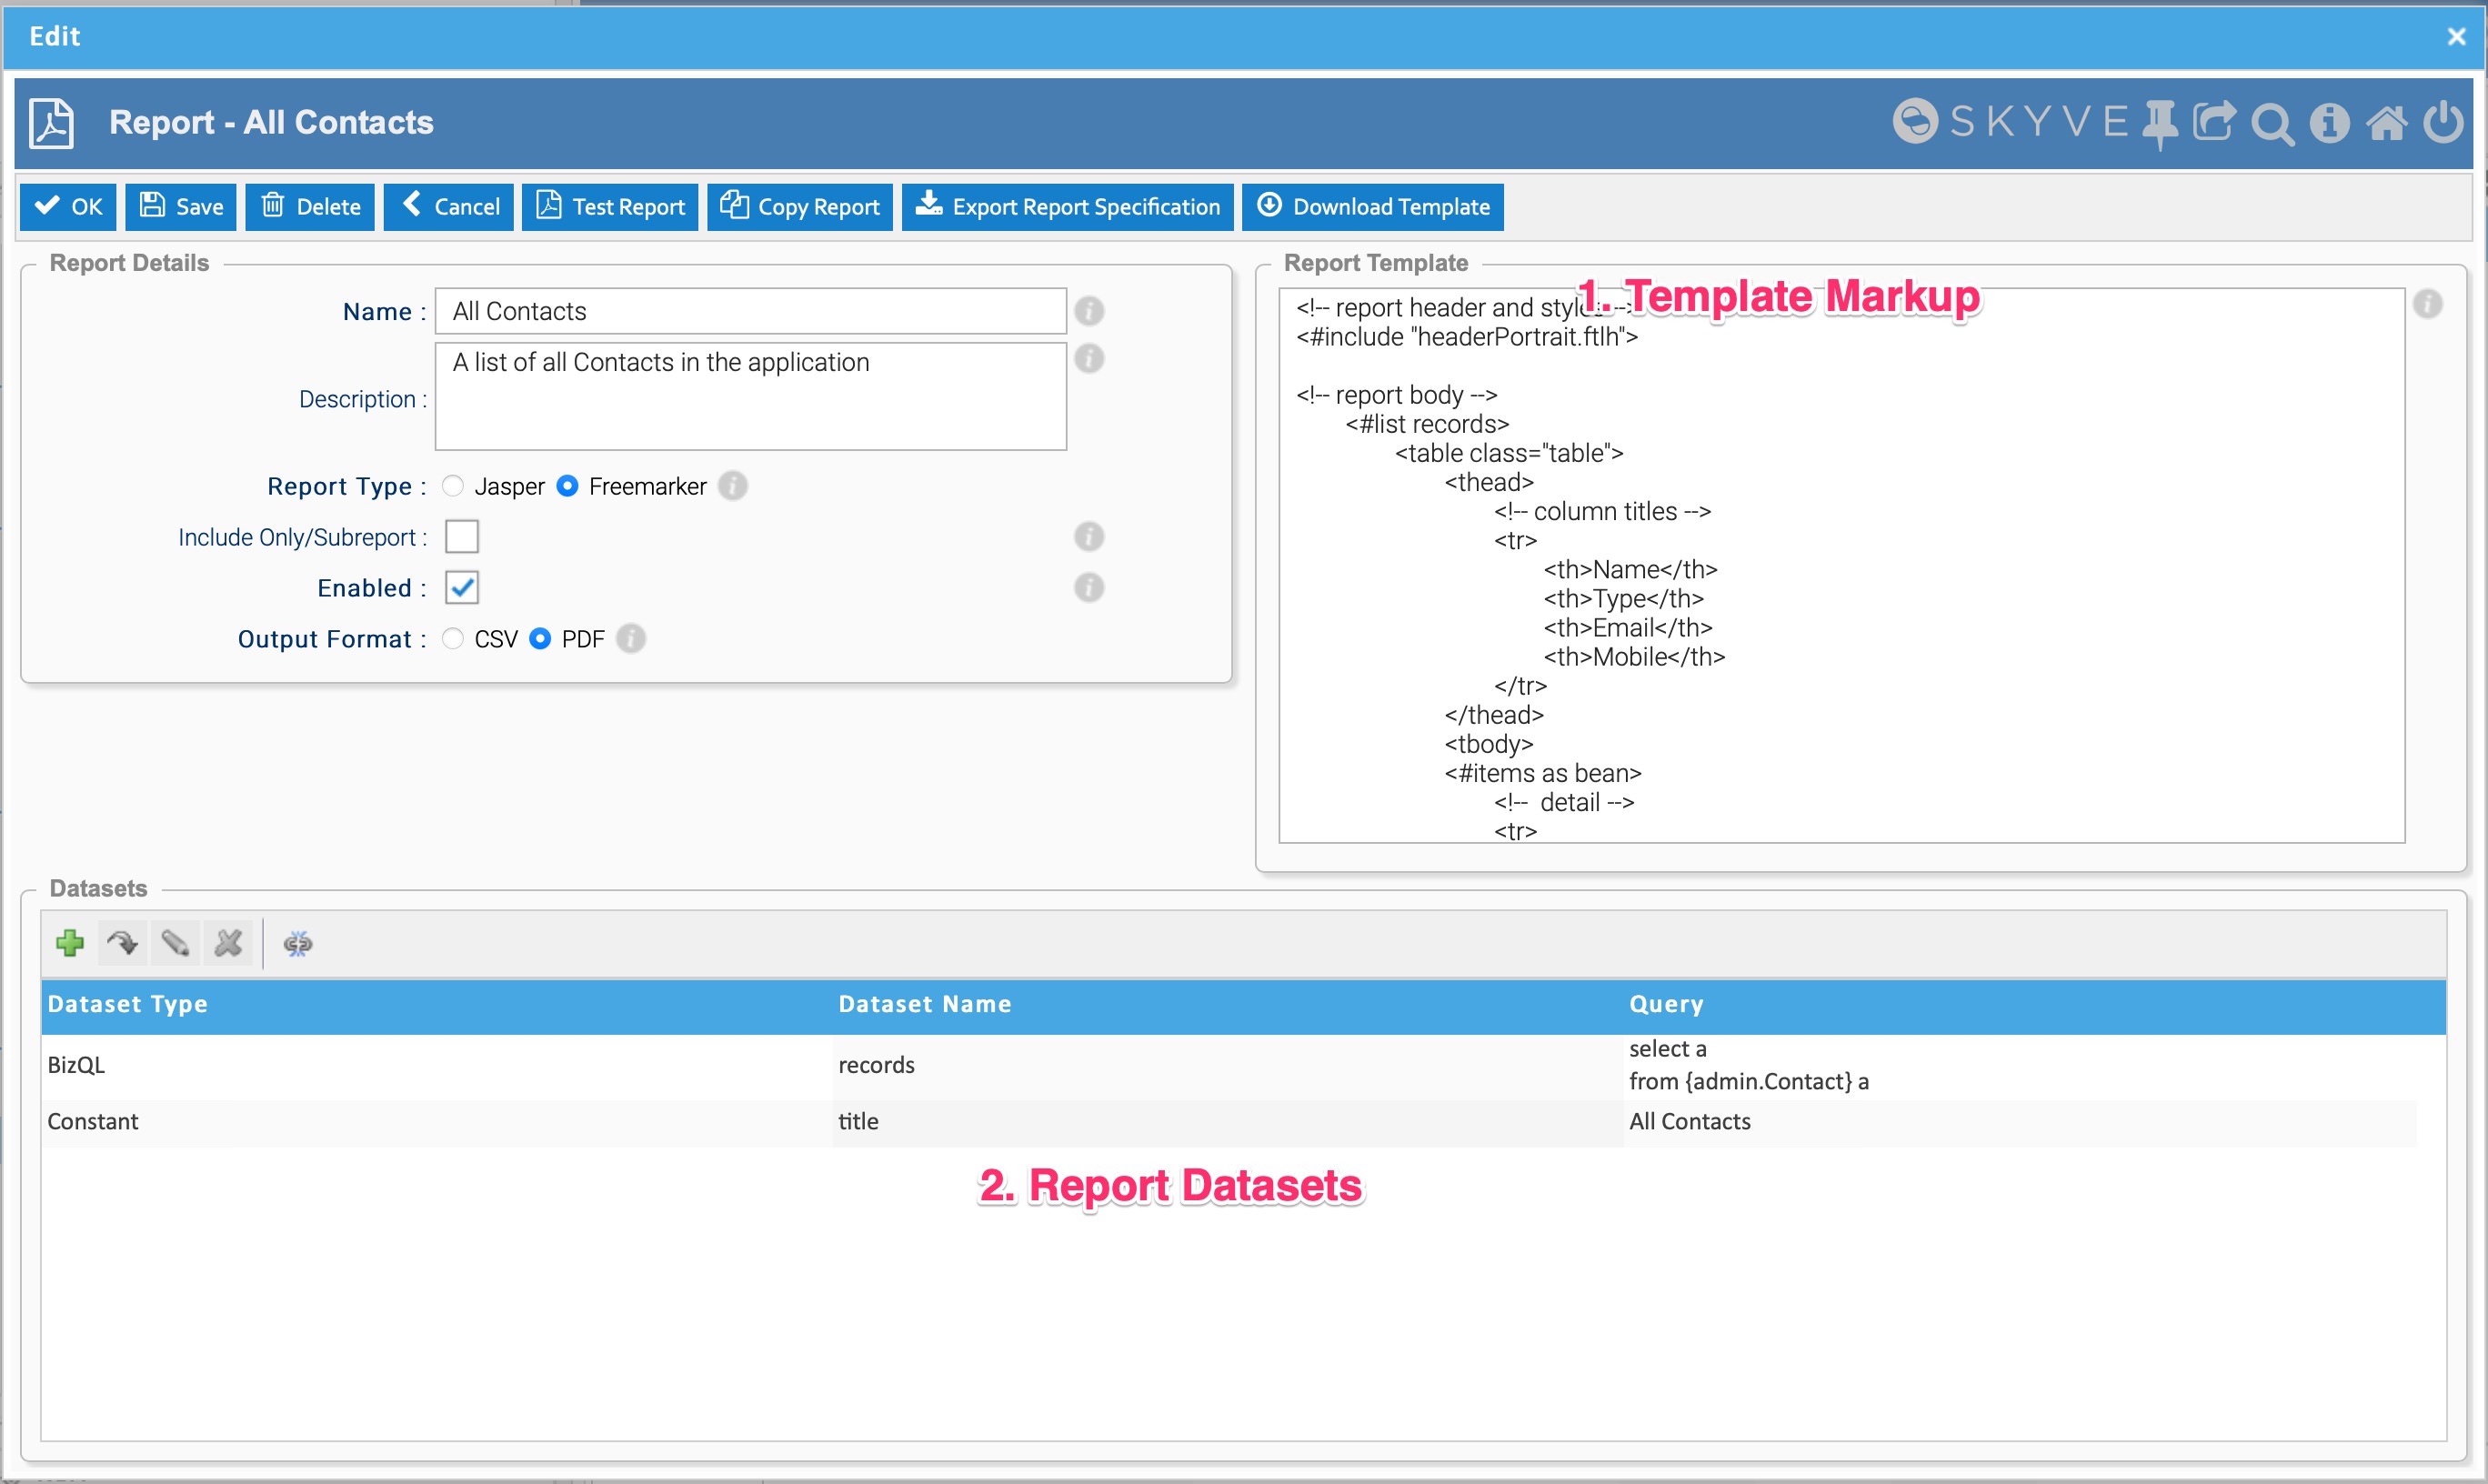 Edit
Report - All Contacts
SKYVE
OK Save Delete Cancel Test Report Copy Report Export Report Specification Download Template
Report Details
Name : All Contacts
Description : A list of all Contacts in the application
Report Type : Jasper Freemarker
Include Only/Subreport :
Enabled :
Output Format : CSV PDF
Report Template
1. Template Markup
<!-- report header and styles -->
<#include "headerPortrait.ftlh">
<!-- report body -->
<#list records>
<table class="table">
<thead>
<!-- column titles -->
<tr>
<th>Name</th>
<th>Type</th>
<th>Email</th>
<th>Mobile</th>
</tr>
</thead>
<tbody>
<#items as bean>
<!--  detail -->
<tr>
Datasets
Dataset Type Dataset Name Query
BizQL records select a
from {admin.Contact} a
Constant title All Contacts
2. Report Datasets